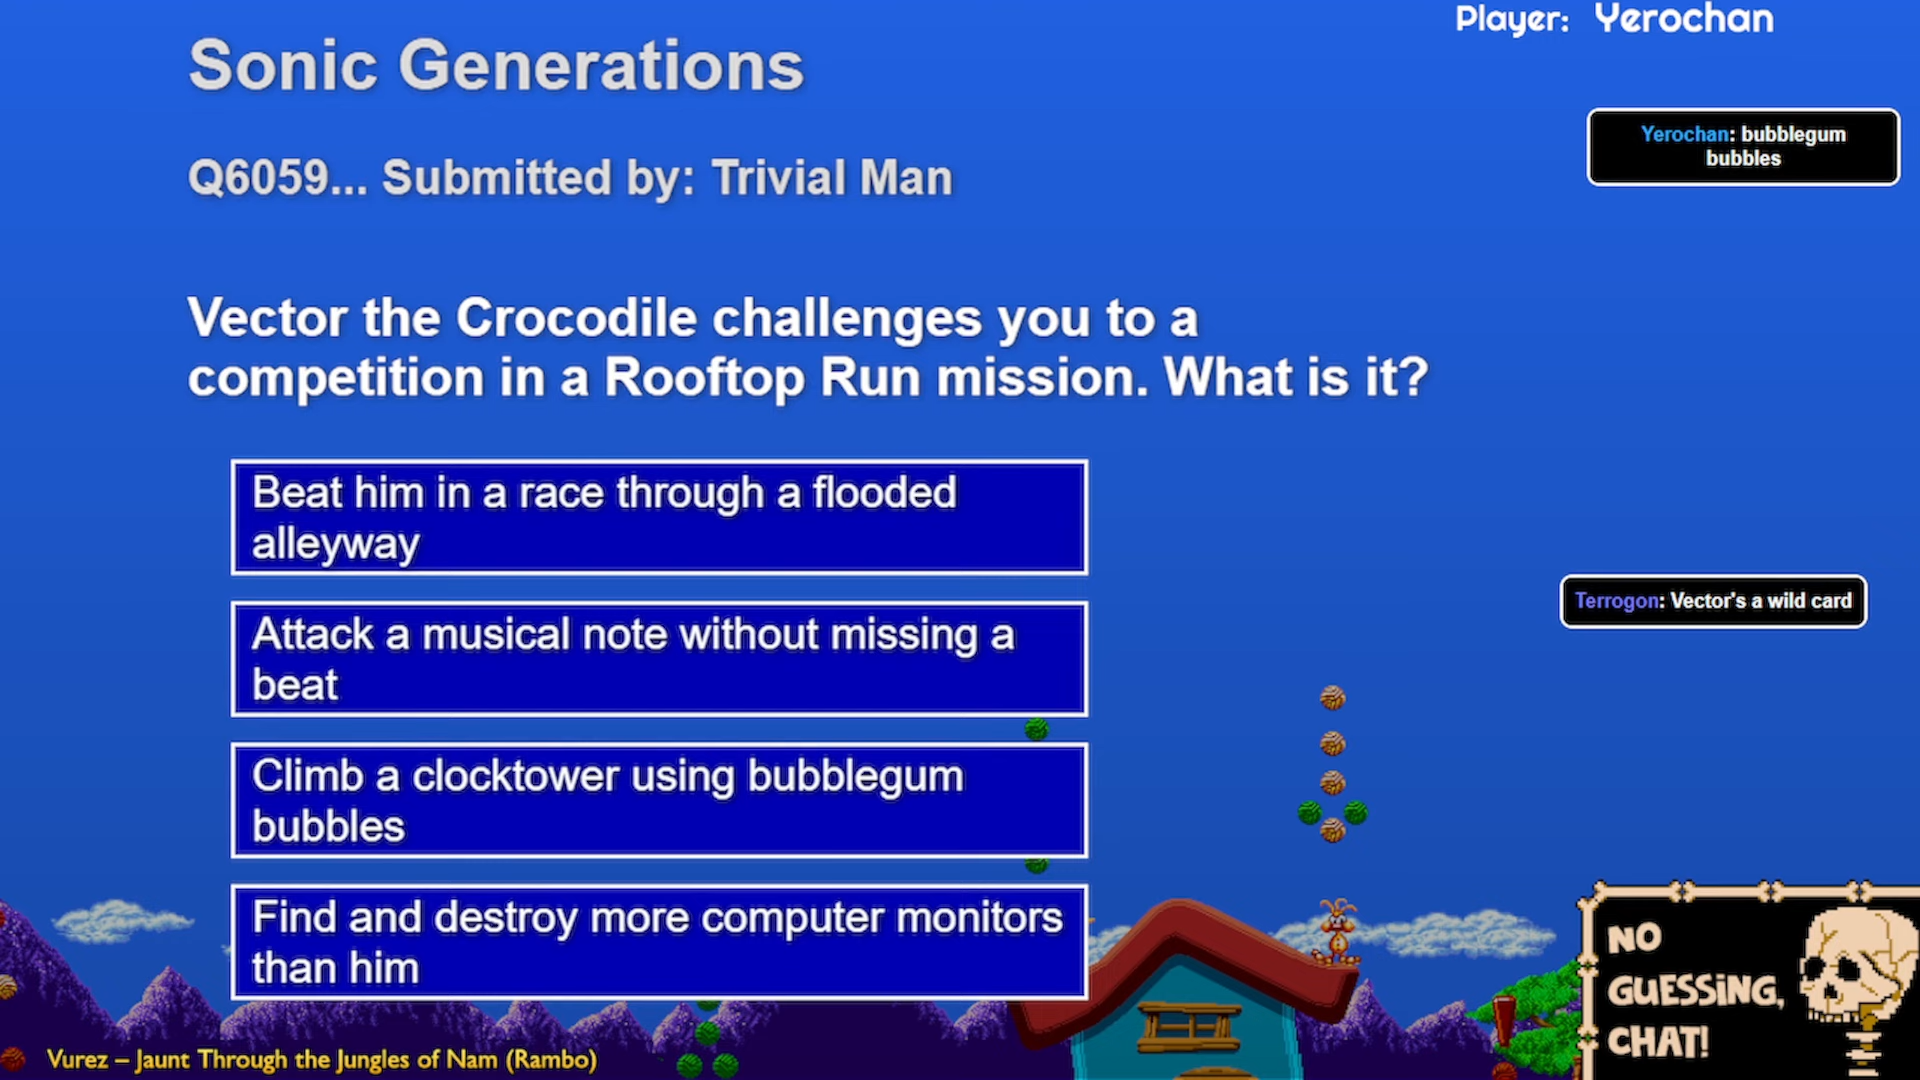 Player: Yerochan
Sonic Generations
Yerochan: bubblegum
bubbles
Q6059... Submitted by: Trivial Man
Vector the Crocodile challenges you to a
competition in a Rooftop Run mission. What is it?
Beat him in a race through a flooded
alleyway
Attack a musical note without missing a
beat
Terrogon: Vector's a wild card
Climb a clocktower using bubblegum
bubbles
Find and destroy more computer monitors
than him
NO
GUESSING,
CHAT!
Vurez – Jaunt Through the Jungles of Nam (Rambo)